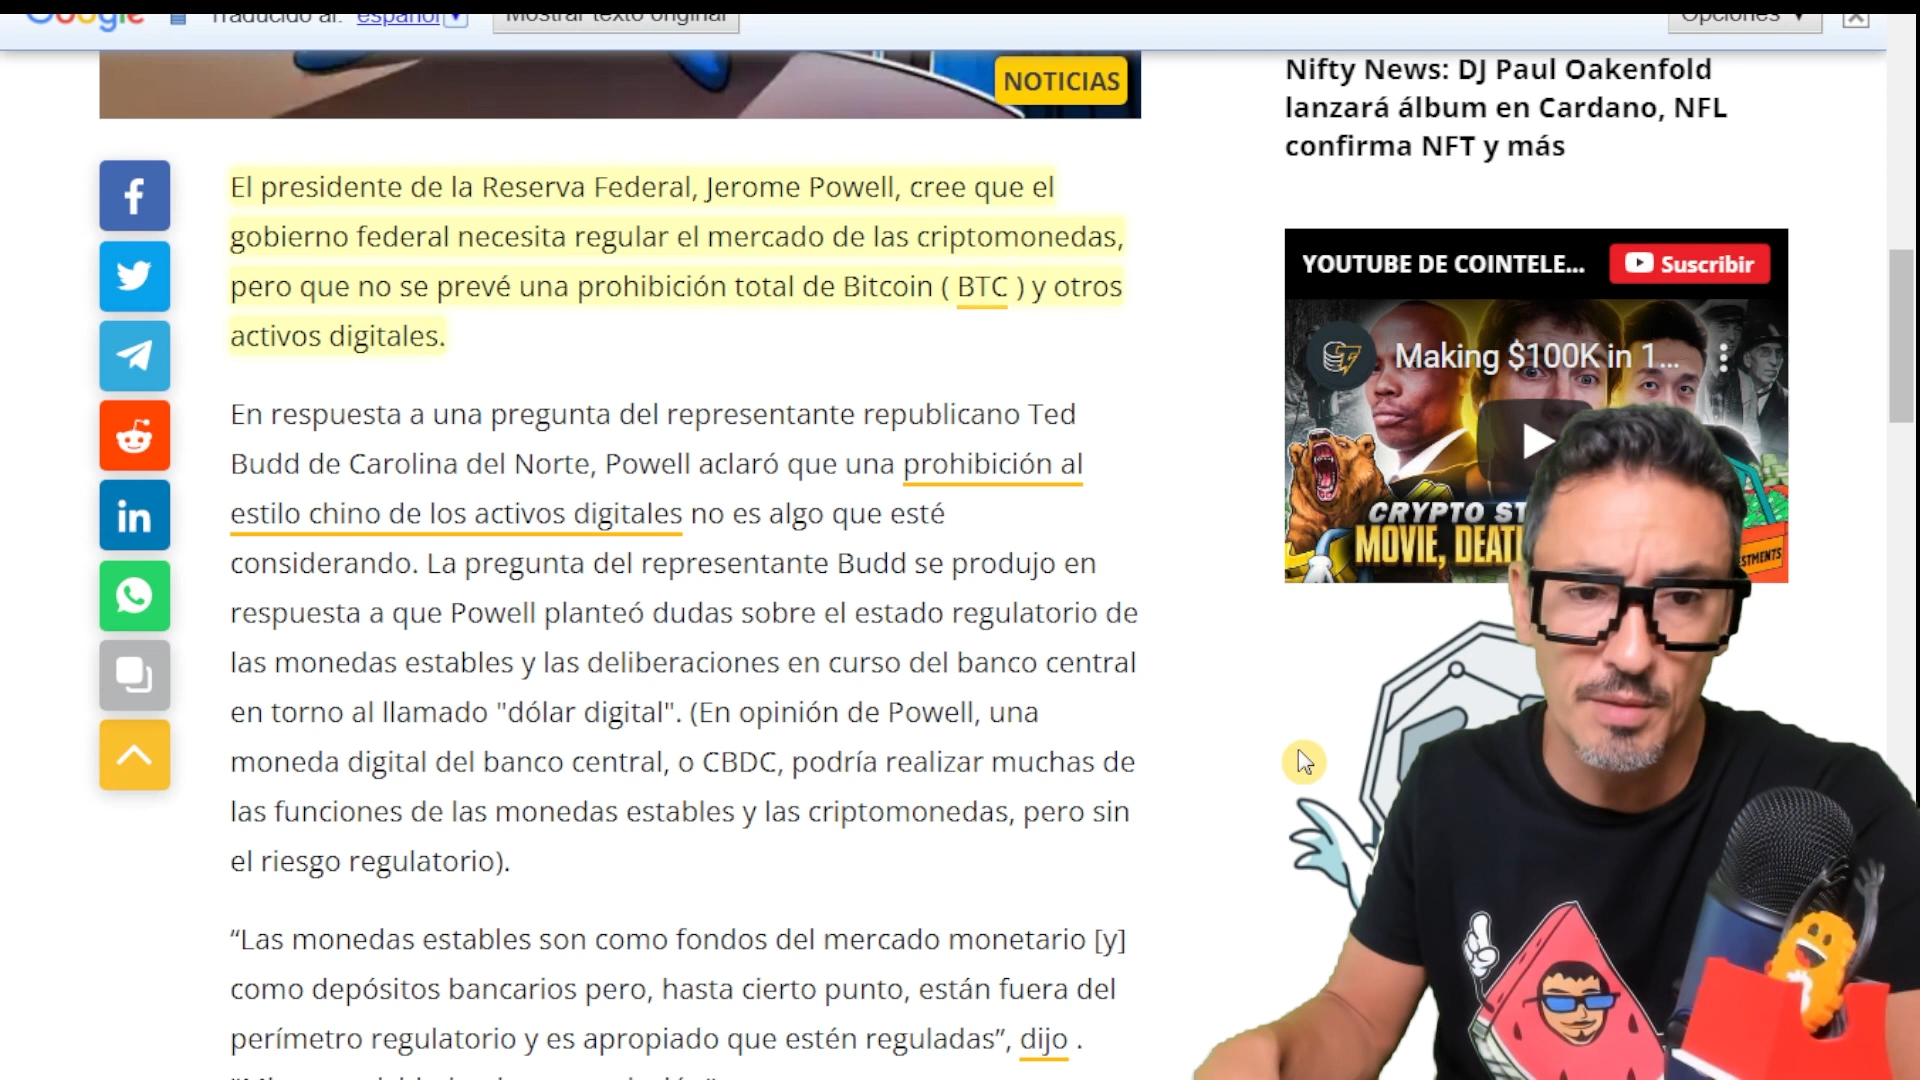 Google Traducido al: español Mostrar texto original Opciones
NOTICIAS
El presidente de la Reserva Federal, Jerome Powell, cree que el
gobierno federal necesita regular el mercado de las criptomonedas,
pero que no se prevé una prohibición total de Bitcoin ( BTC ) y otros
activos digitales.
En respuesta a una pregunta del representante republicano Ted
Budd de Carolina del Norte, Powell aclaró que una prohibición al
estilo chino de los activos digitales no es algo que esté
considerando. La pregunta del representante Budd se produjo en
respuesta a que Powell planteó dudas sobre el estado regulatorio de
las monedas estables y las deliberaciones en curso del banco central
en torno al llamado "dólar digital". (En opinión de Powell, una
moneda digital del banco central, o CBDC, podría realizar muchas de
las funciones de las monedas estables y las criptomonedas, pero sin
el riesgo regulatorio).
“Las monedas estables son como fondos del mercado monetario [y]
como depósitos bancarios pero, hasta cierto punto, están fuera del
perímetro regulatorio y es apropiado que estén reguladas”, dijo .
Nifty News: DJ Paul Oakenfold
lanzará álbum en Cardano, NFL
confirma NFT y más
YOUTUBE DE COINTELE... Suscribir
Making $100K in 1...
CRYPTO ST
MOVIE, DEAT
ESTMENTS